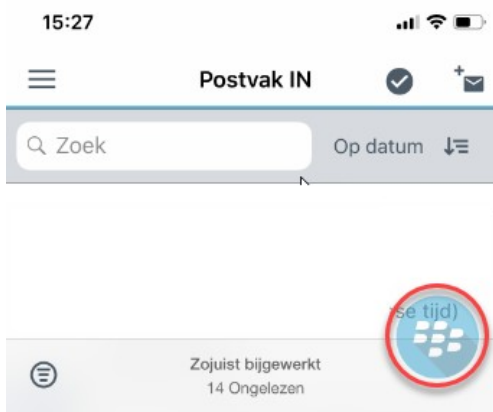 15:27
Postvak IN
Zoek
Op datum
se tijd)
Zojuist bijgewerkt
14 Ongelezen